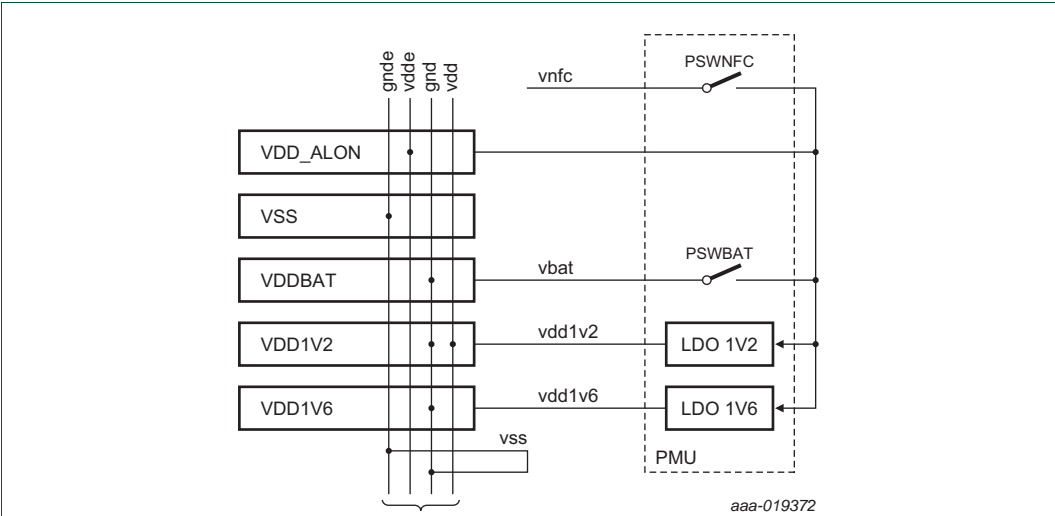 gnde
vdde
gnd
vdd
vnfc
PSWNFC
VDD_ALON
VSS
VDDBAT
vbat
PSWBAT
VDD1V2
vdd1v2
LDO 1V2
VDD1V6
vdd1v6
LDO 1V6
vss
PMU
aaa-019372